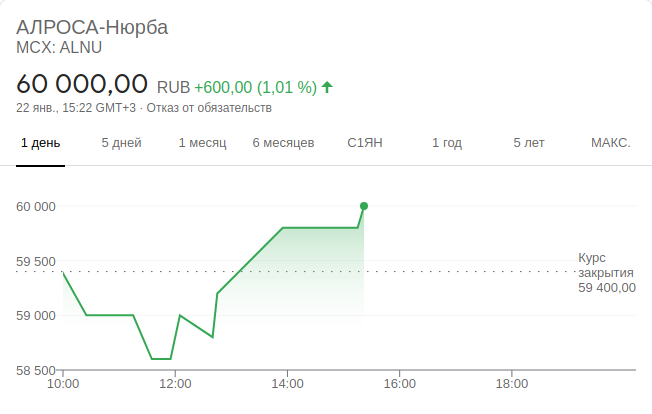 АЛРОСА-Нюрба
MCX: ALNU
60 000,00 RUB +600,00 (1,01 %)
22 янв., 15:22 GMT+3 · Отказ от обязательств
1 день 5 дней 1 месяц 6 месяцев С1ЯН 1 год 5 лет МАКС.
60 000
59 500
59 000
58 500
Курс
закрытия
59 400,00
10:00 12:00 14:00 16:00 18:00